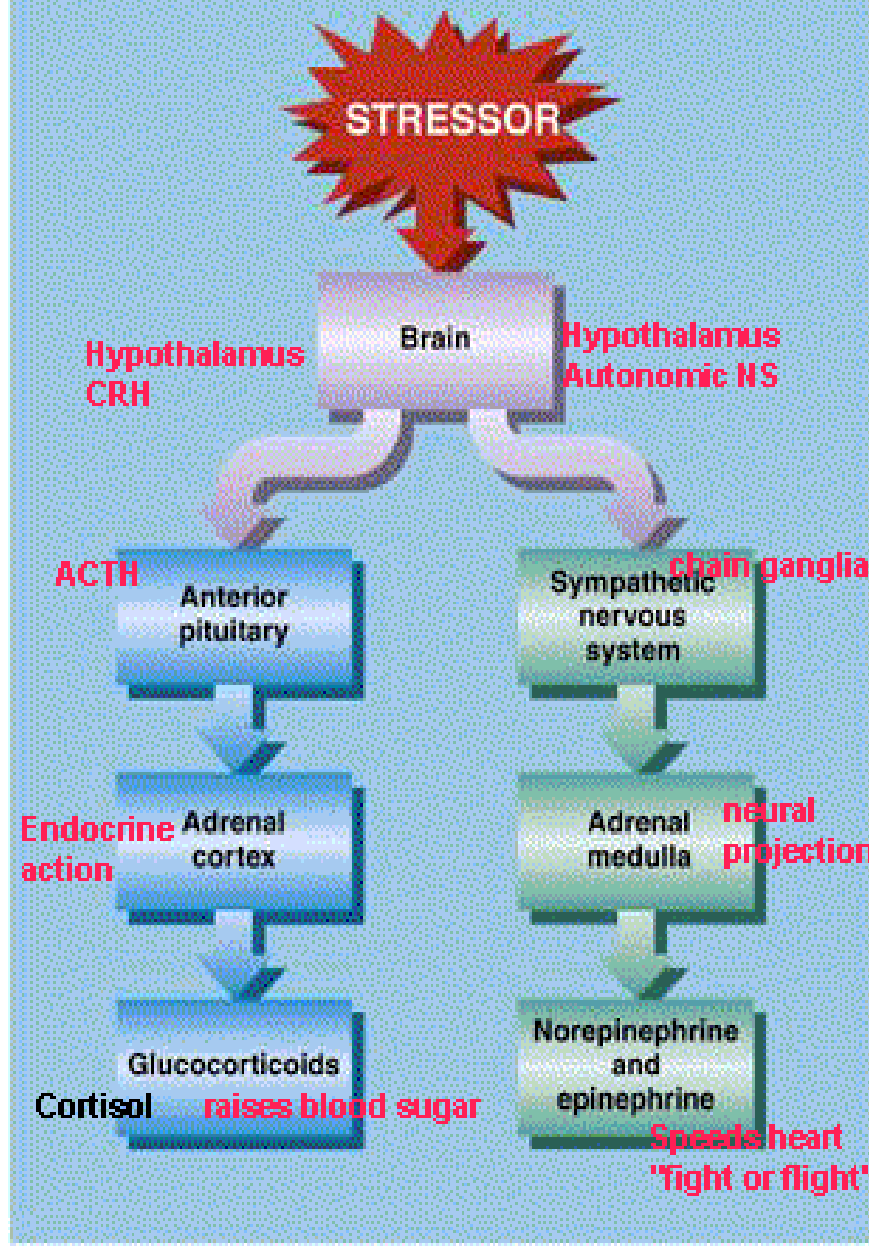 STRESSOR
Brain
Hypothalamus
CRH
Hypothalamus
Autonomic NS
ACTH
Anterior
pituitary
chain ganglia
Sympathetic
nervous
system
Endocrine
action
Adrenal
cortex
Adrenal
medulla
neural
projection
Glucocorticoids
Cortisol
raises blood sugar
Norepinephrine
and
epinephrine
Speeds heart
"fight or flight"